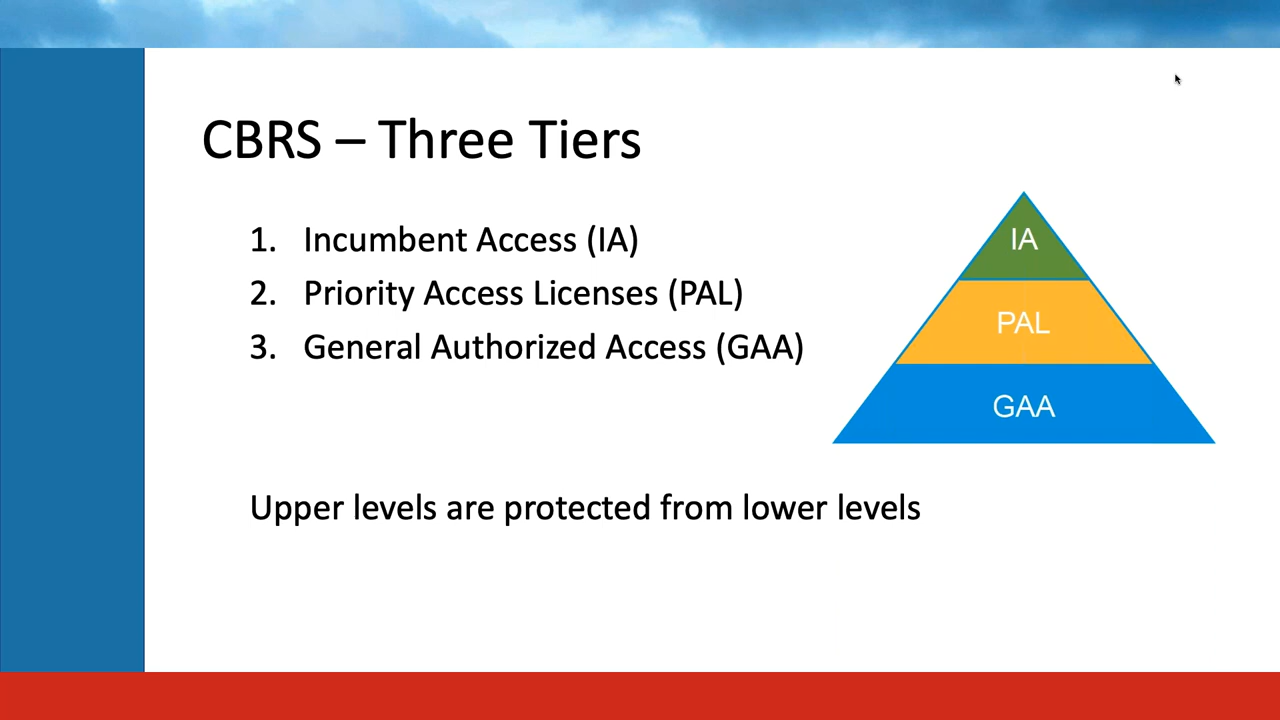 CBRS – Three Tiers
1. Incumbent Access (IA)
2. Priority Access Licenses (PAL)
3. General Authorized Access (GAA)
IA
PAL
GAA
Upper levels are protected from lower levels